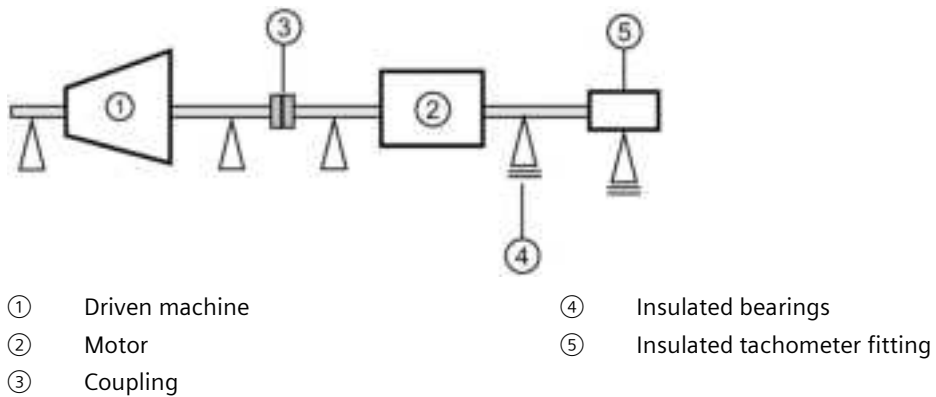 ③ ⑤
① ②
④
① Driven machine ④ Insulated bearings
② Motor ⑤ Insulated tachometer fitting
③ Coupling